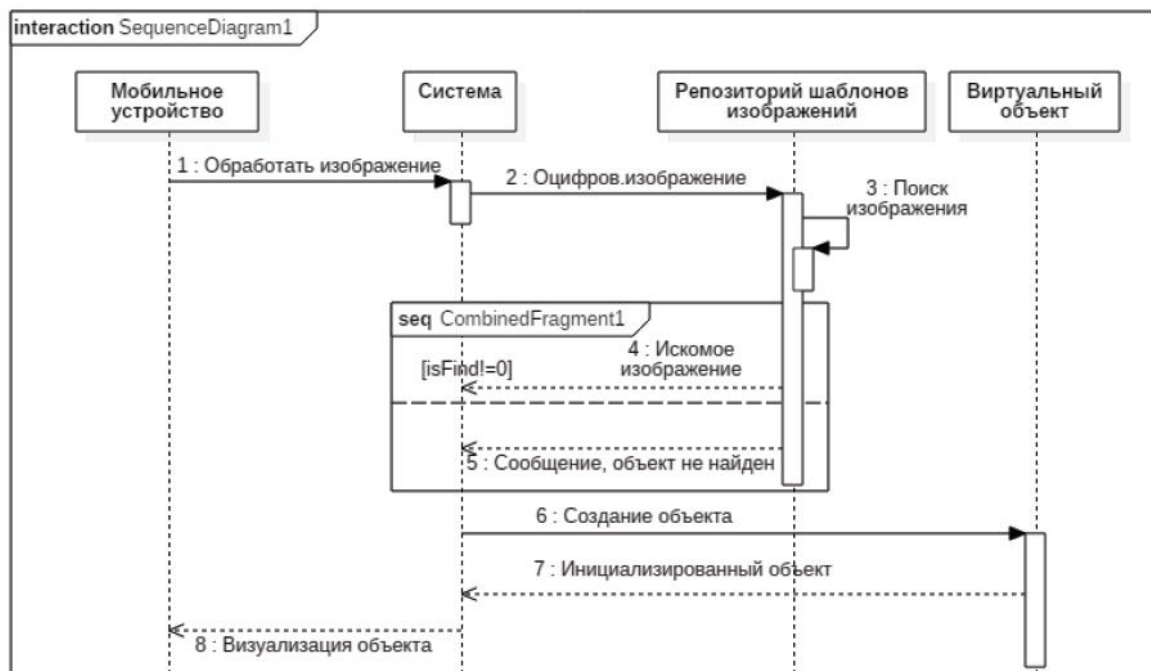 interaction SequenceDiagram1
Мобильное
устройство
Система
Репозиторий шаблонов
изображений
Виртуальный
объект
1 : Обработать изображение
2 : Оцифров.изображение
3 : Поиск
изображения
seq CombinedFragment1
[isFind!=0]
4 : Искомое
изображение
5 : Сообщение, объект не найден
6 : Создание объекта
7 : Инициализированный объект
8 : Визуализация объекта